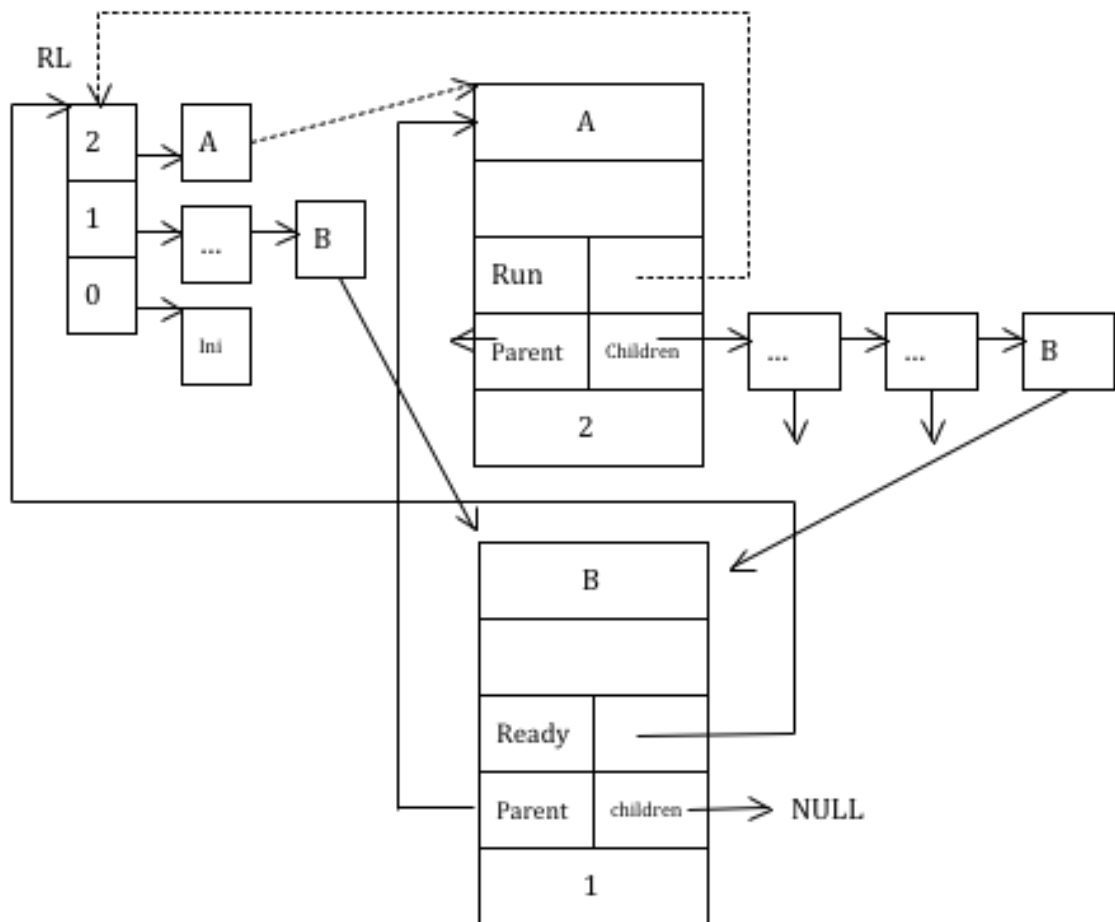 RL
2
A
1
...
B
0
Ini
A
Run
Parent
Children
2
...
...
B
B
Ready
Parent
children
NULL
1